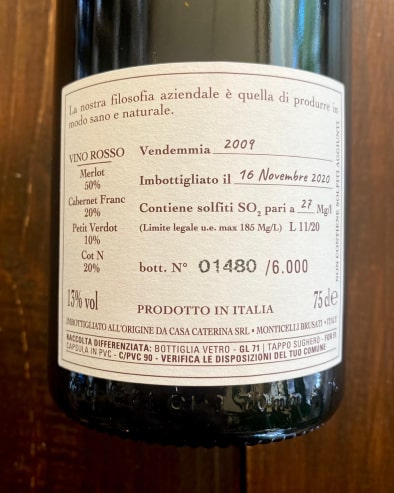 La nostra filosofia aziendale è quella di produrre in
modo sano e naturale.
VINO ROSSO
Merlot
50%
Cabernet Franc
20%
Petit Verdot
10%
Cot N
20%
13% vol
Vendemmia 2009
Imbottigliato il 16 Novembre 2020
Contiene solfiti SO₂ pari a 27 Mg/l
(Limite legale u.e. max 185 Mg/L) L 11/20
bott. N° 01480 /6.000
PRODOTTO IN ITALIA
75 cl e
NON CONTIENE SOLFITI AGGIUNTI
IMBOTTIGLIATO ALL'ORIGINE DA CASA CATERINA SRL • MONTICELLI BRUSATI • ITALY
RACCOLTA DIFFERENZIATA: BOTTIGLIA VETRO - GL 71 | TAPPO SUGHERO - FOR 51
CAPSULA IN PVC - C/PVC 90 - VERIFICA LE DISPOSIZIONI DEL TUO COMUNE